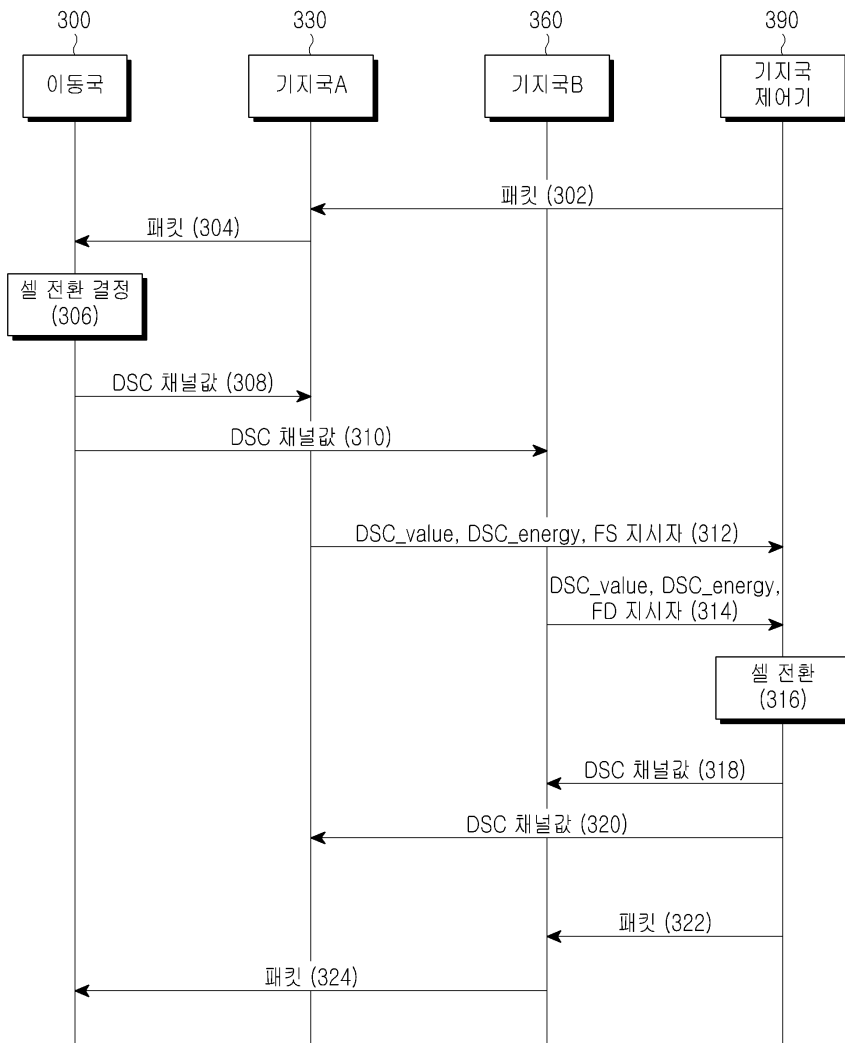 300
330
360
390
이동국
기지국A
기지국B
기지국
제어기
패킷 (302)
패킷 (304)
셀 전환 결정
(306)
DSC 채널값 (308)
DSC 채널값 (310)
DSC_value, DSC_energy, FS 지시자 (312)
DSC_value, DSC_energy,
FD 지시자 (314)
셀 전환
(316)
DSC 채널값 (318)
DSC 채널값 (320)
패킷 (322)
패킷 (324)